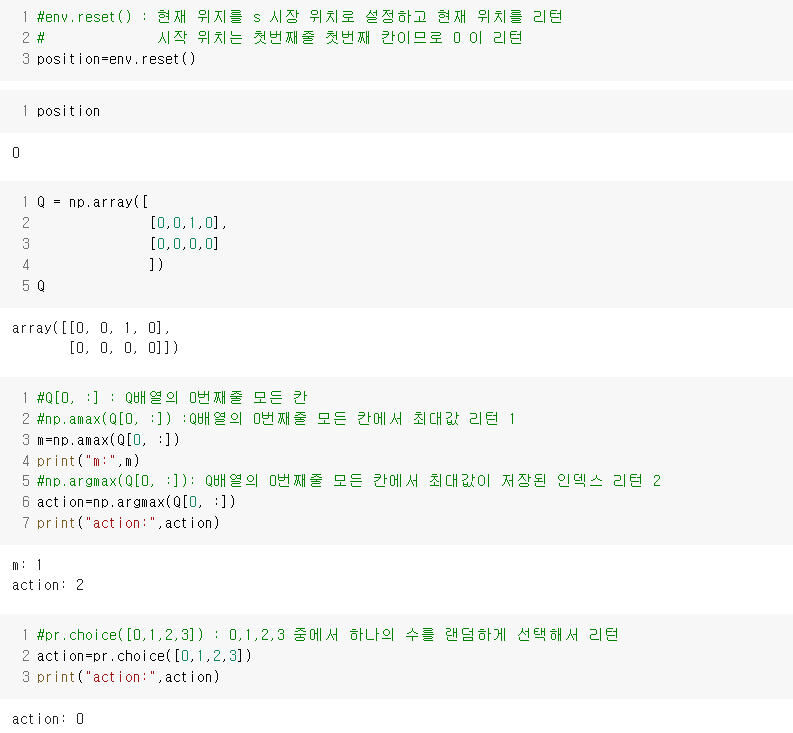 1 #env.reset() : 현재 위지를 s 시장 위치로 설정하고 현재 위치를 리턴
2 # 시작 위치는 첫번째줄 첫번째 칸이므로 0 이 리턴
3 position=env.reset()
1 position
0
1 Q = np.array([
2 [0,0,1,0],
3 [0,0,0,0]
4 ])
5 Q
array([[0, 0, 1, 0],
[0, 0, 0, 0]])
1 #Q[0, :] : Q배열의 0번째줄 모든 칸
2 #np.amax(Q[0, :]) :Q배열의 0번째줄 모든 칸에서 최대값 리턴 1
3 m=np.amax(Q[0, :])
4 print("m:",m)
5 #np.argmax(Q[0, :]): Q배열의 0번째줄 모든 칸에서 최대값이 저장된 인덱스 리턴 2
6 action=np.argmax(Q[0, :])
7 print("action:",action)
m: 1
action: 2
1 #pr.choice([0,1,2,3]) : 0,1,2,3 중에서 하나의 수를 랜덤하게 선택해서 리턴
2 action=pr.choice([0,1,2,3])
3 print("action:",action)
action: 0